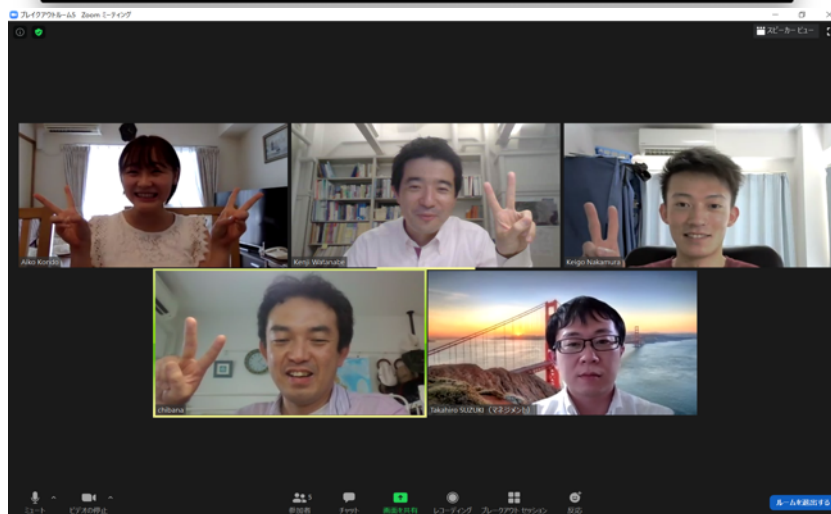 ブレイクアウトルーム5 Zoom ミーティング
スピーカー ビュー
Aiko Kondo
Kenji Watanabe
Keigo Nakamura
chibana
Takahiro SUZUKI (マネジメント)
ミュート
ビデオの停止
5
参加者
チャット
画面を共有
レコーディング
ブレークアウト セッション
反応
ルームを退出する